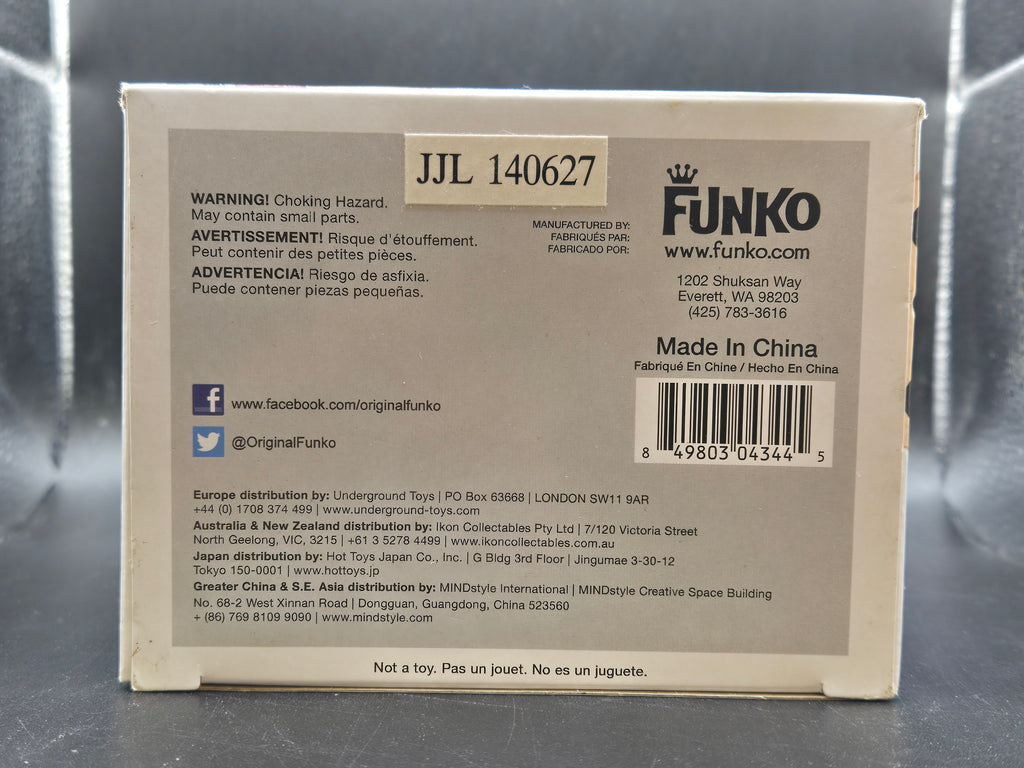 JJL 140627
WARNING! Choking Hazard.
May contain small parts.
AVERTISSEMENT! Risque d'étouffement.
Peut contenir des petites pièces.
ADVERTENCIA! Riesgo de asfixia.
Puede contener piezas pequeñas.
MANUFACTURED BY:
FABRIQUÉS PAR:
FABRICADO POR:
FUNKO
www.funko.com
1202 Shuksan Way
Everett, WA 98203
(425) 783-3616
Made In China
Fabriqué En Chine / Hecho En China
8 49803 04344 5
f www.facebook.com/originalfunko
@OriginalFunko
Europe distribution by: Underground Toys | PO Box 63668 | LONDON SW11 9AR
+44 (0) 1708 374 499 | www.underground-toys.com
Australia & New Zealand distribution by: Ikon Collectables Pty Ltd | 7/120 Victoria Street
North Geelong, VIC, 3215 | +61 3 5278 4499 | www.ikoncollectables.com.au
Japan distribution by: Hot Toys Japan Co., Inc. | G Bldg 3rd Floor | Jingumae 3-30-12
Tokyo 150-0001 | www.hottoys.jp
Greater China & S.E. Asia distribution by: MINDstyle International | MINDstyle Creative Space Building
No. 68-2 West Xinnan Road | Dongguan, Guangdong, China 523560
+ (86) 769 8109 9090 | www.mindstyle.com
Not a toy. Pas un jouet. No es un juguete.